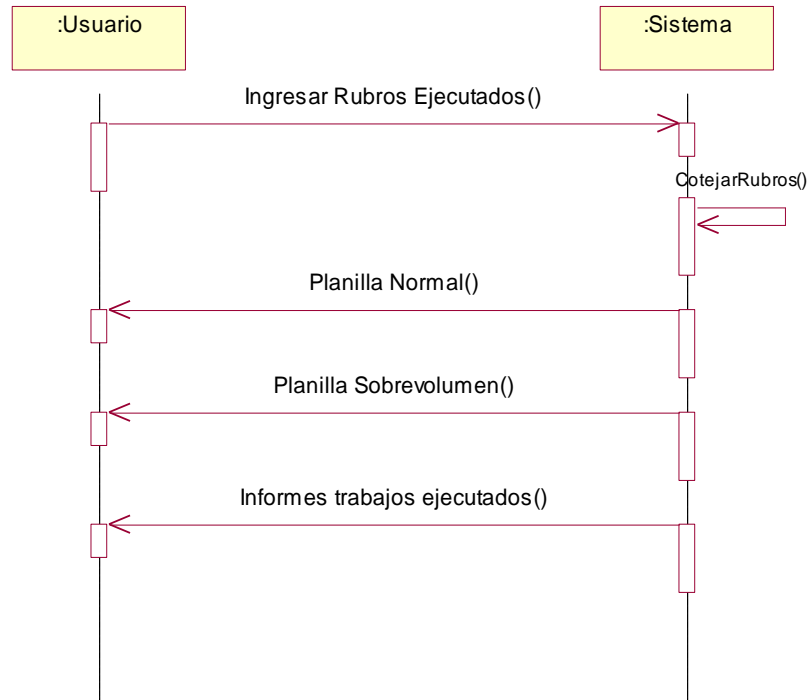 :Usuario
:Sistema
Ingresar Rubros Ejecutados()
CotejarRubros()
Planilla Normal()
Planilla Sobrevolumen()
Informes trabajos ejecutados()